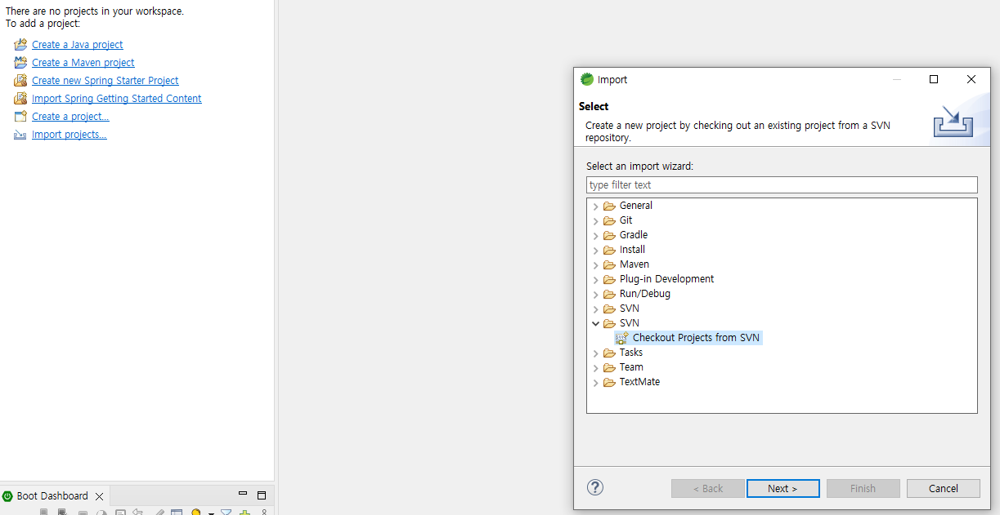 There are no projects in your workspace.
To add a project:
Create a Java project
Create a Maven project
Create new Spring Starter Project
Import Spring Getting Started Content
Create a project...
Import projects...
Boot Dashboard
Import
Select
Create a new project by checking out an existing project from a SVN
repository.
Select an import wizard:
type filter text
General
Git
Gradle
Install
Maven
Plug-in Development
Run/Debug
SVN
SVN
Checkout Projects from SVN
Tasks
Team
TextMate
< Back
Next >
Finish
Cancel